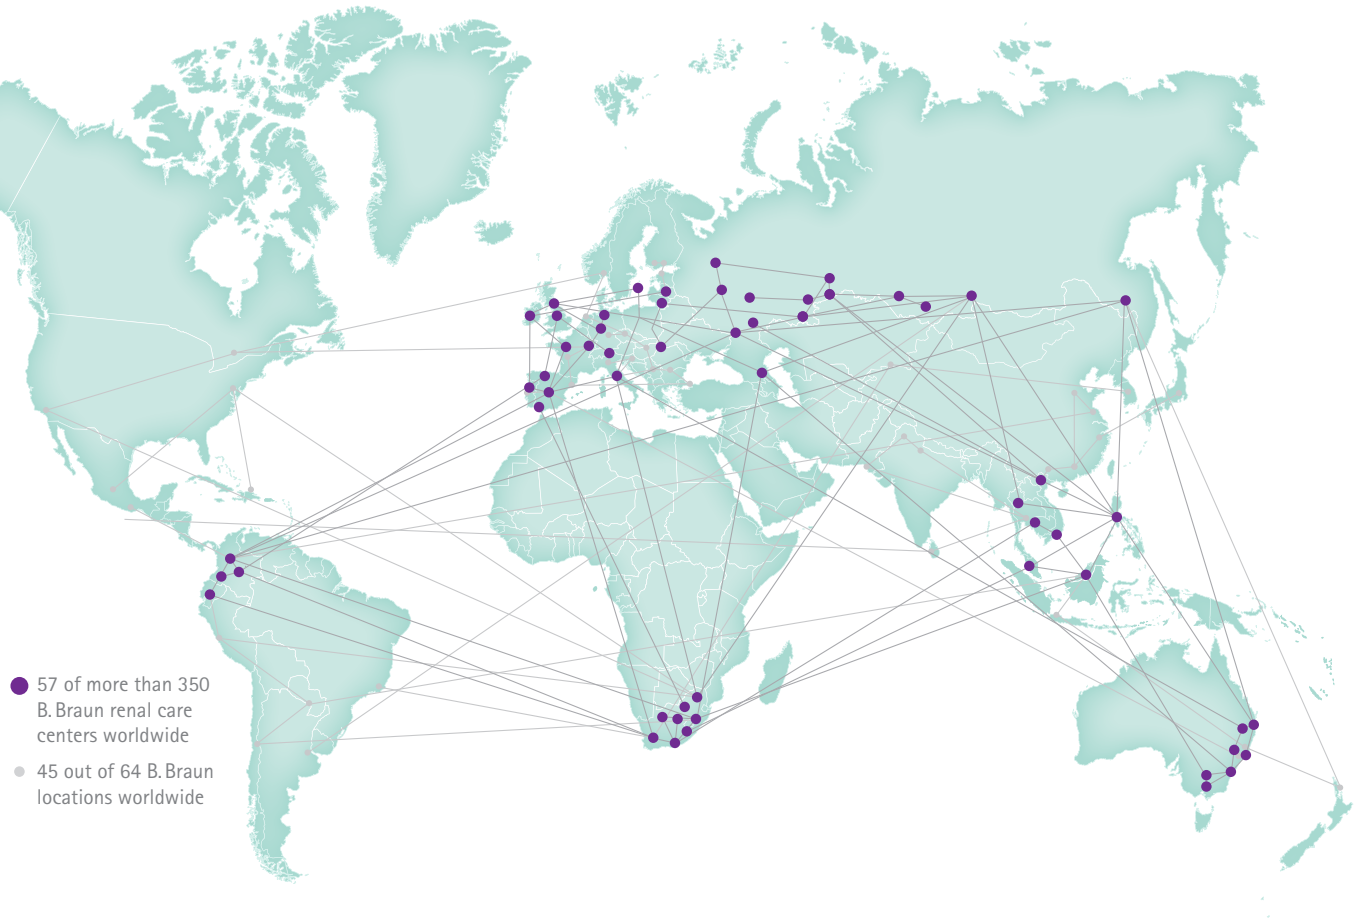 57 of more than 350
B. Braun renal care
centers worldwide
45 out of 64 B. Braun
locations worldwide